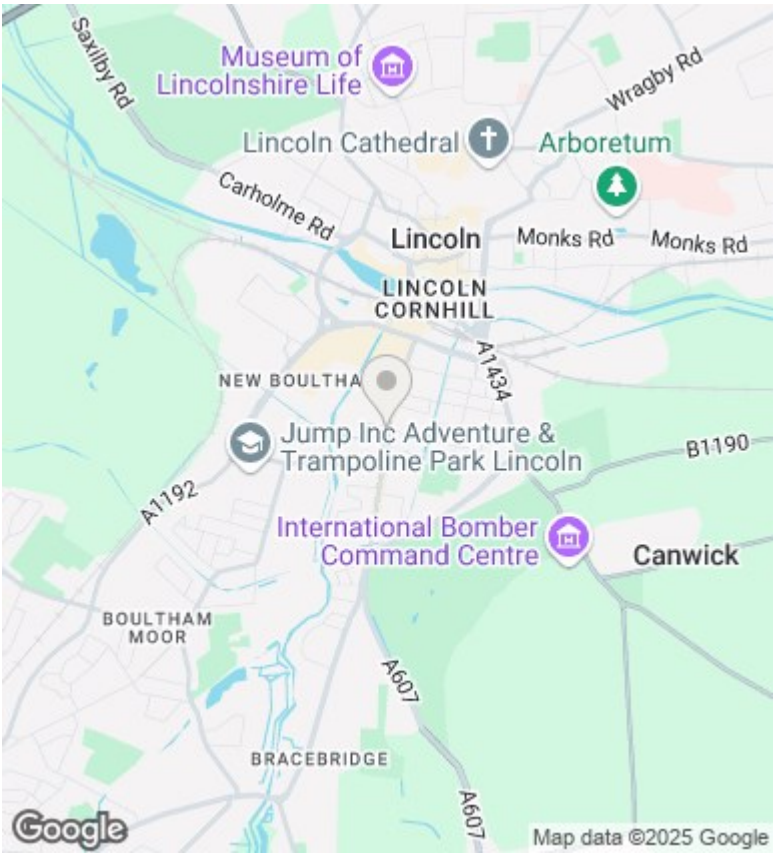 Saxilby Rd
Museum of
Lincolnshire Life
Wragby Rd
Lincoln Cathedral
Arboretum
Carholme Rd
Lincoln
Monks Rd
Monks Rd
LINCOLN
CORNHILL
A1434
NEW BOULTHA
Jump Inc Adventure &
Trampoline Park Lincoln
B1190
A1192
International Bomber
Command Centre
Canwick
BOULTHAM
MOOR
A607
BRACEBRIDGE
A607
Google
Map data ©2025 Google